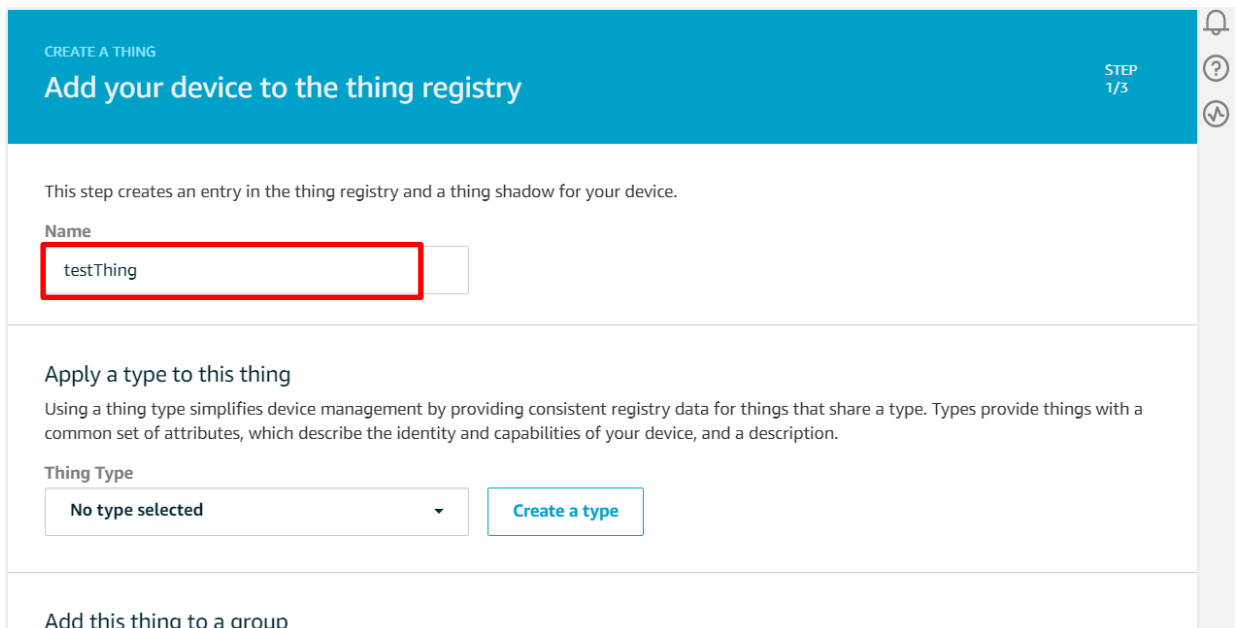 CREATE A THING
Add your device to the thing registry
STEP
1/3
This step creates an entry in the thing registry and a thing shadow for your device.
Name
testThing
Apply a type to this thing
Using a thing type simplifies device management by providing consistent registry data for things that share a type. Types provide things with a
common set of attributes, which describe the identity and capabilities of your device, and a description.
Thing Type
No type selected
Create a type
Add this thing to a group